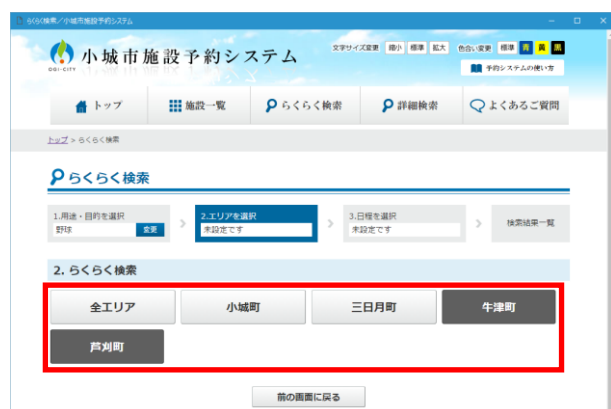 らくらく検索／小城市施設予約システム
小城市施設予約システム
OGI-CITY
文字サイズ変更 縮小 標準 拡大 色合い変更 標準 青 黄 黒
予約システムの使い方
トップ 施設一覧 らくらく検索 詳細検索 よくあるご質問
トップ > らくらく検索
らくらく検索
1.用途・目的を選択 2.エリアを選択 3.日程を選択 検索結果一覧
野球 変更 未設定です 未設定です
2. らくらく検索
全エリア 小城町 三日月町 牛津町
芦刈町
前の画面に戻る